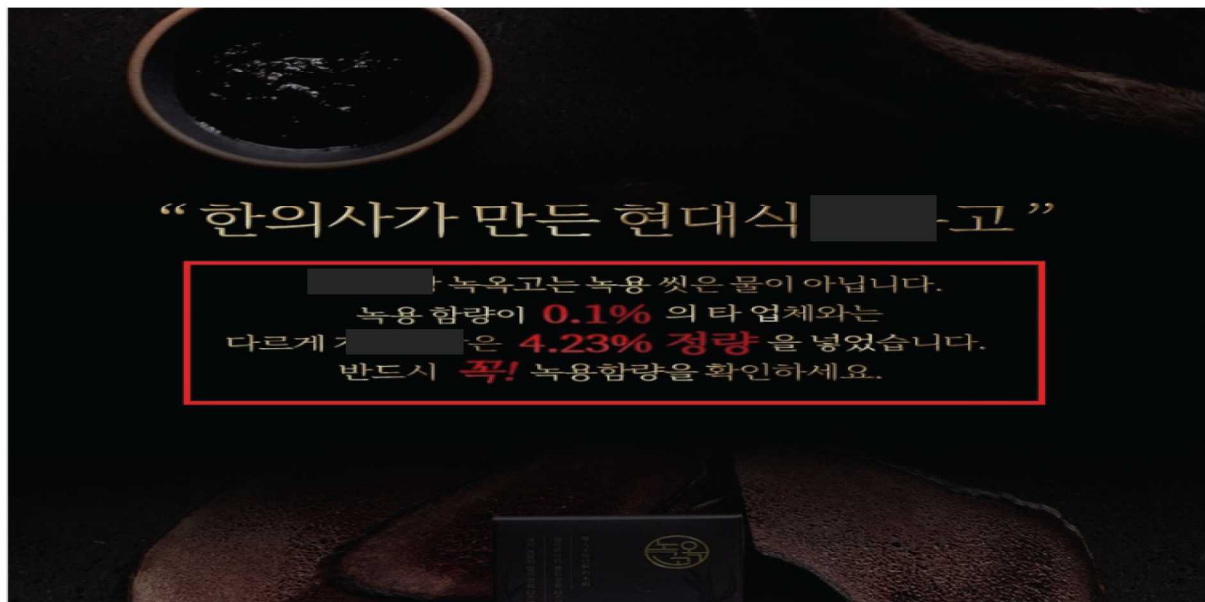 “ 한의사가 만든 현대식 고 ”
녹옥고는 녹용 씻은 물이 아닙니다.
녹용 함량이 0.1% 의 타 업체와는
다르게 은 4.23% 정량 을 넣었습니다.
반드시 꼭! 녹용함량을 확인하세요.